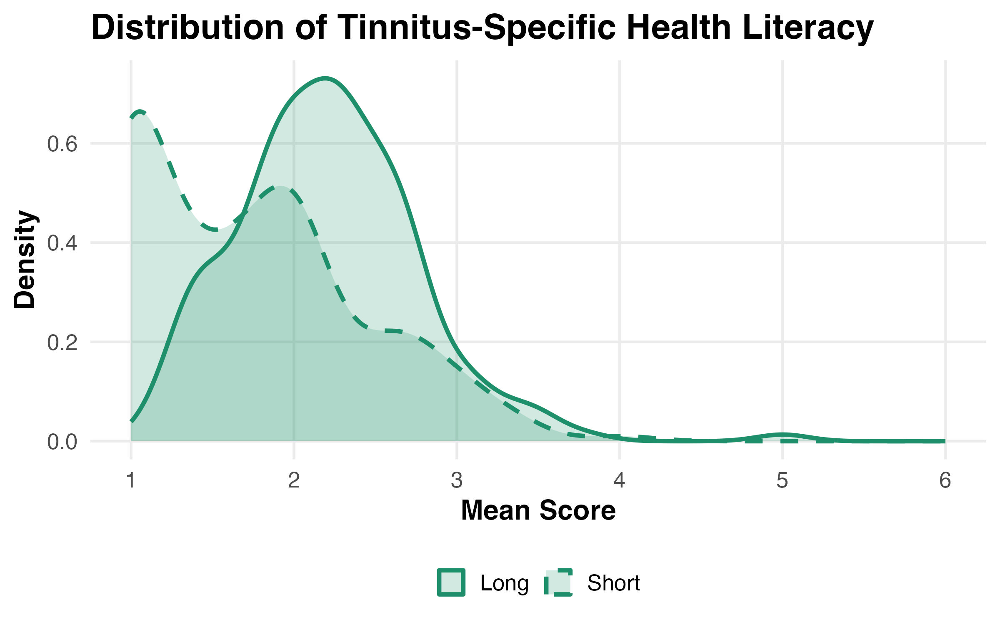 Distribution of Tinnitus-Specific Health Literacy
Density
0.6
0.4
0.2
0.0
1 2 3 4 5 6
Mean Score
Long Short